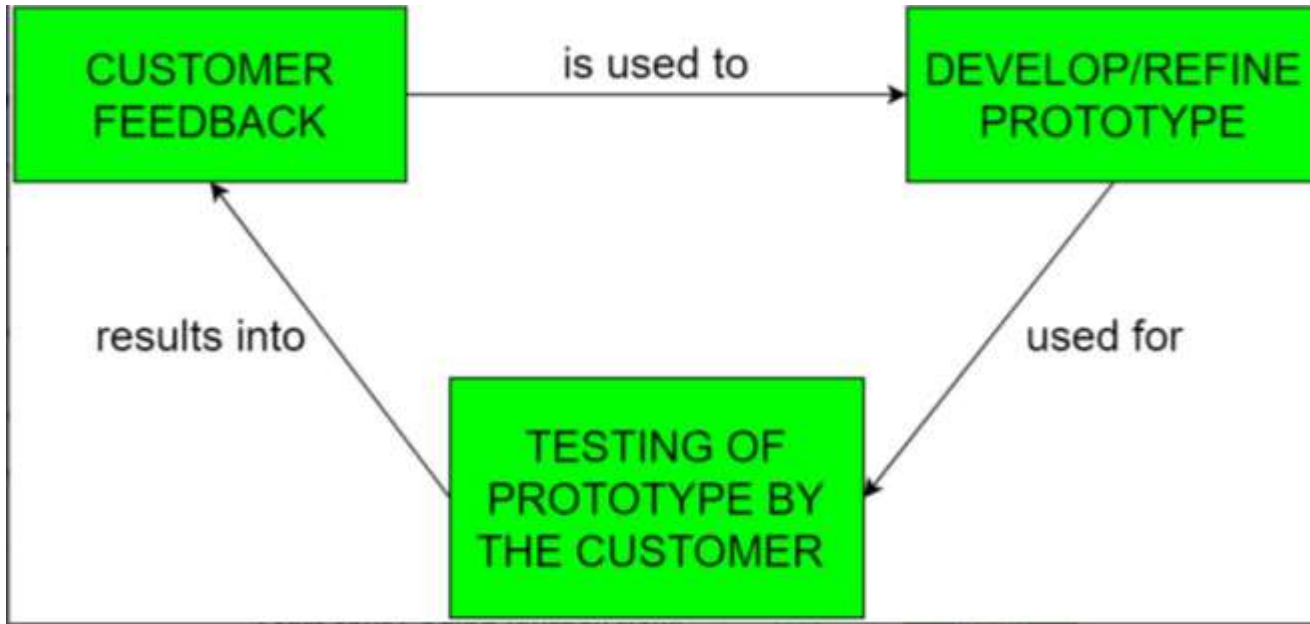 CUSTOMER
FEEDBACK
is used to
DEVELOP/REFINE
PROTOTYPE
results into
used for
TESTING OF
PROTOTYPE BY
THE CUSTOMER